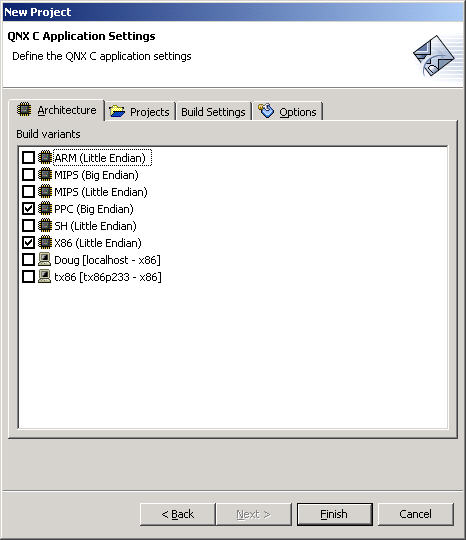 New Project
QNX C Application Settings
Define the QNX C application settings
Architecture
Projects
Build Settings
Options
Build variants
ARM (Little Endian)
MIPS (Big Endian)
MIPS (Little Endian)
PPC (Big Endian)
SH (Little Endian)
X86 (Little Endian)
Doug [localhost - x86]
tx86 [tx86p233 - x86]
< Back
Next >
Finish
Cancel